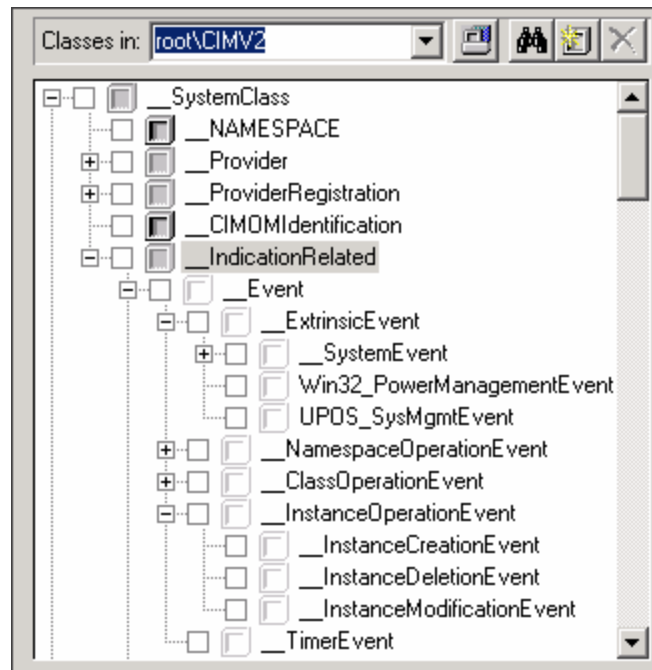 Classes in: root\CIMV2
__SystemClass
__NAMESPACE
__Provider
__ProviderRegistration
__CIMOMIdentification
__IndicationRelated
__Event
__ExtrinsicEvent
__SystemEvent
Win32_PowerManagementEvent
UPOS_SysMgmtEvent
__NamespaceOperationEvent
__ClassOperationEvent
__InstanceOperationEvent
__InstanceCreationEvent
__InstanceDeletionEvent
__InstanceModificationEvent
__TimerEvent